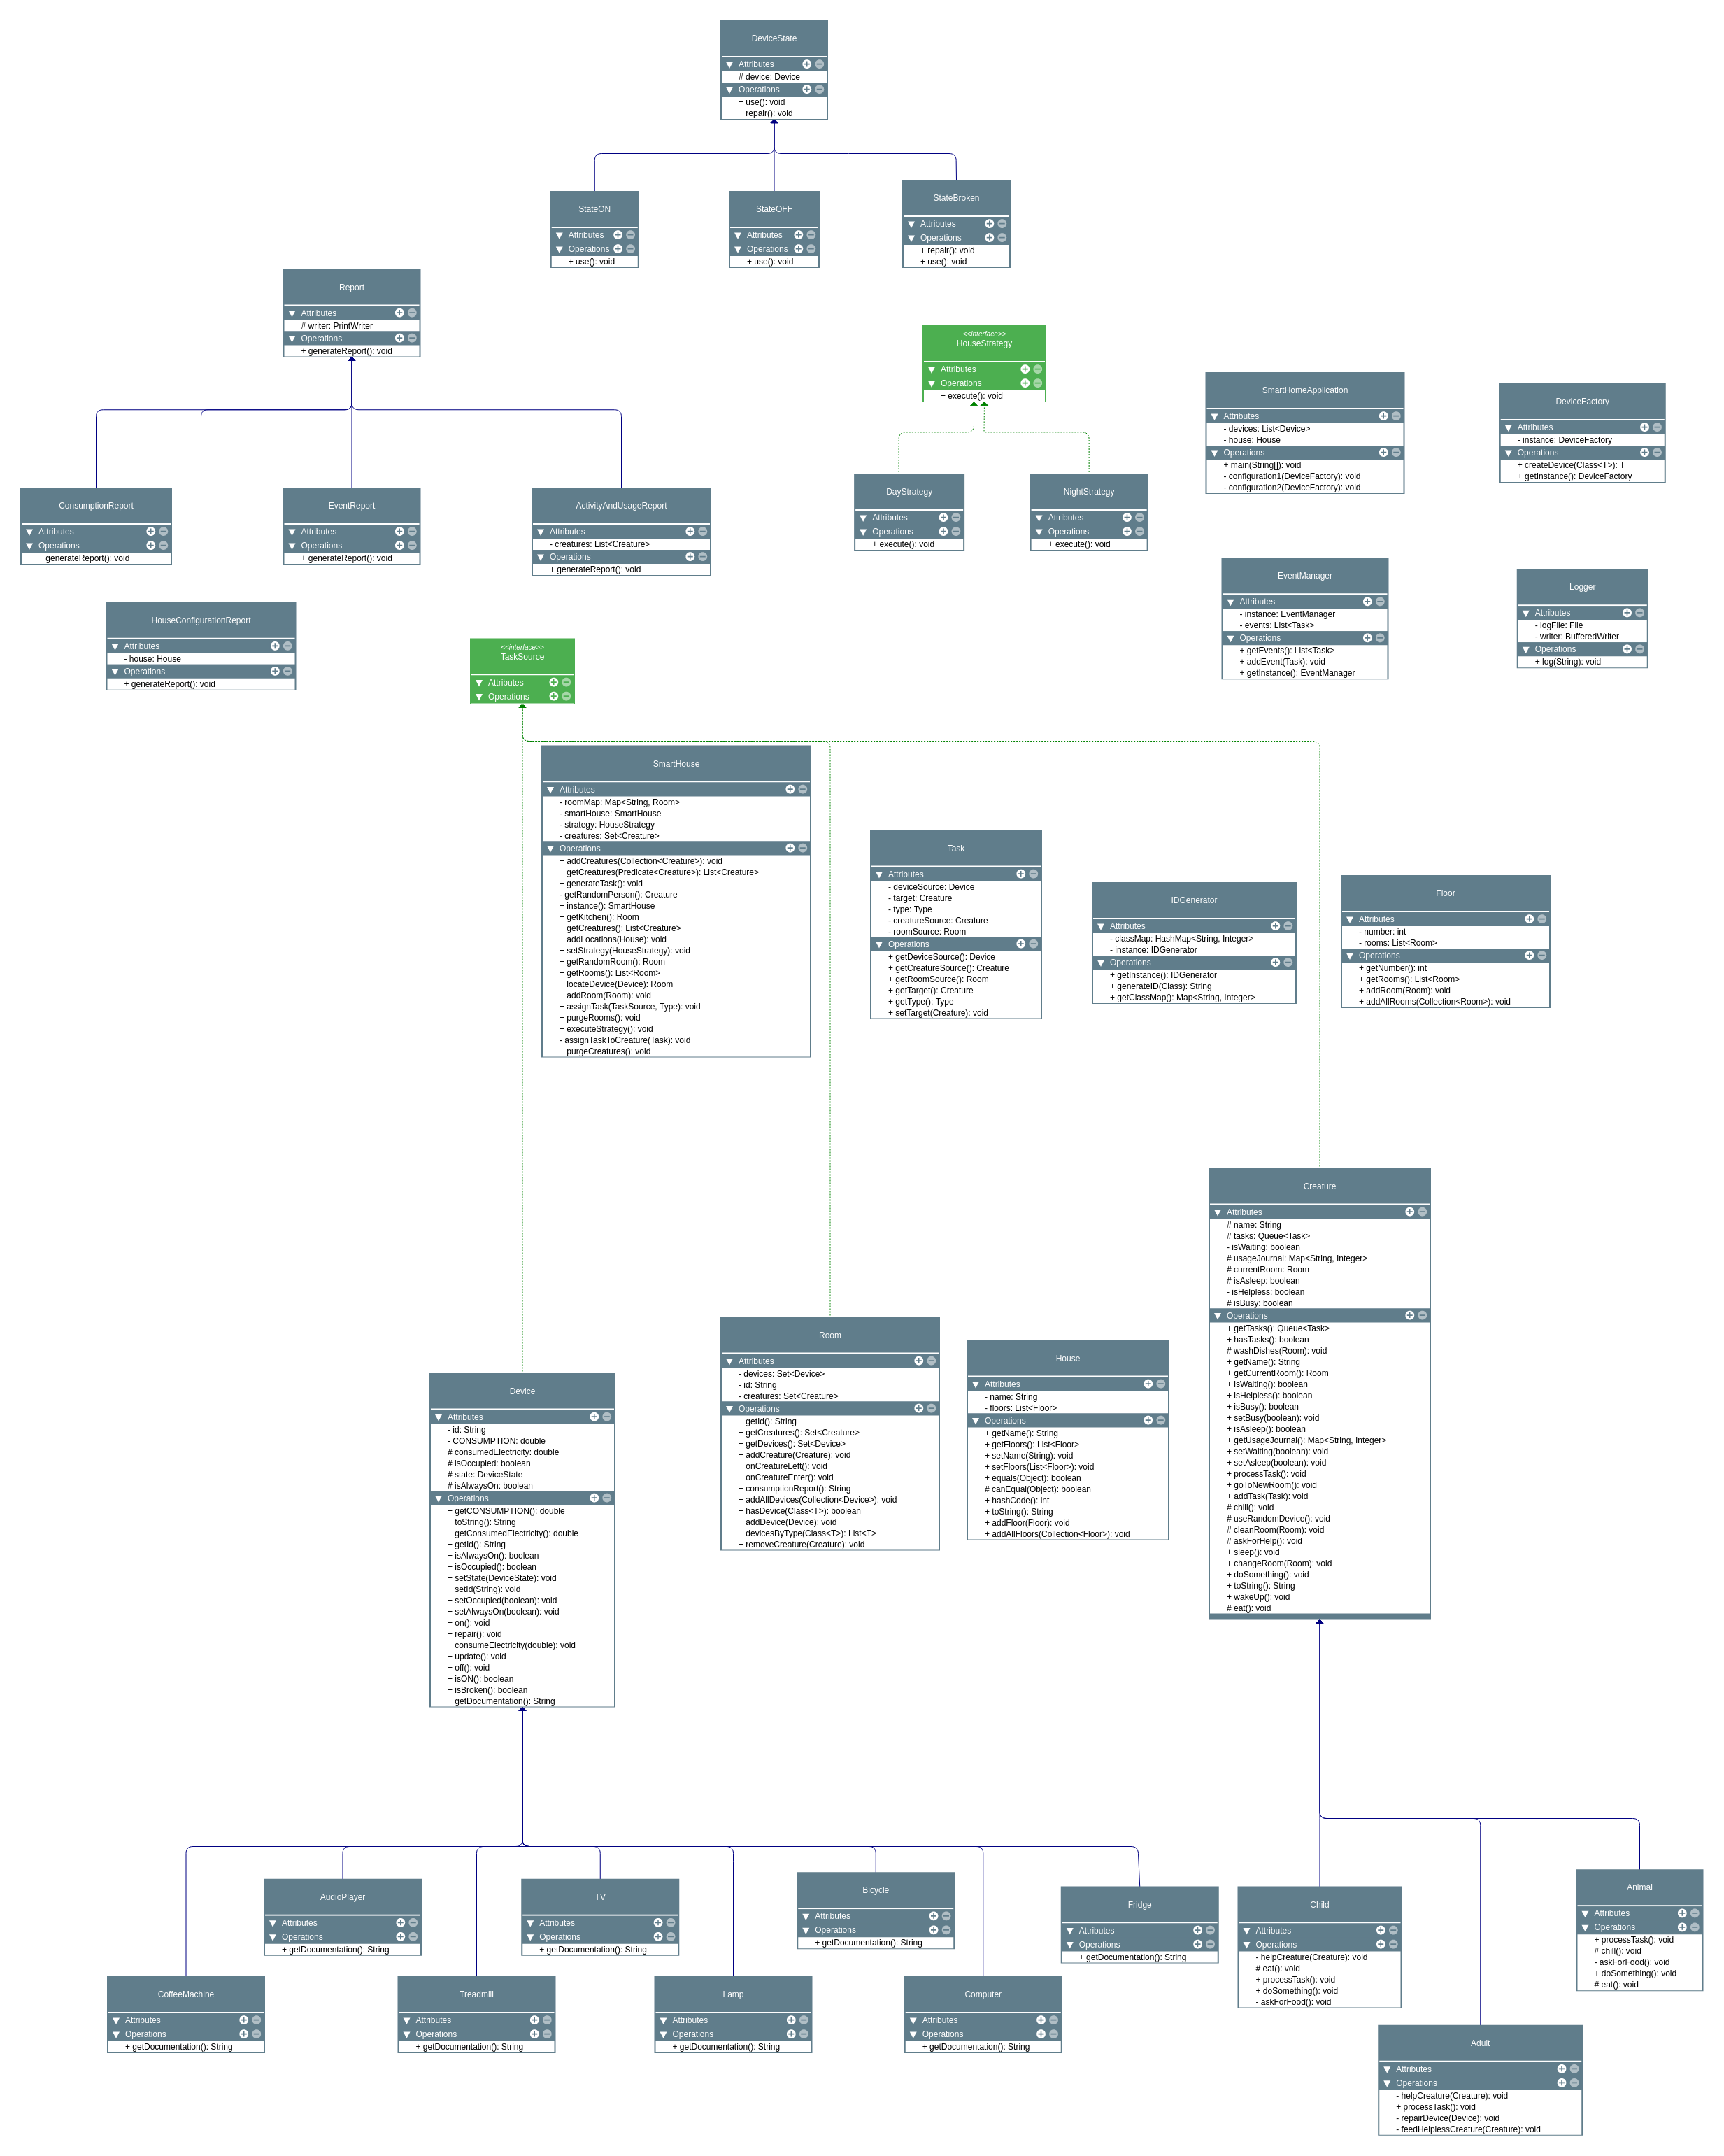 DeviceState
Attributes
# device: Device
Operations
+ use(): void
+ repair(): void
StateON
Attributes
Operations
+ use(): void
StateOFF
Attributes
Operations
+ use(): void
StateBroken
Attributes
Operations
+ repair(): void
+ use(): void
Report
Attributes
# writer: PrintWriter
Operations
+ generateReport(): void
<<interface>>
HouseStrategy
Attributes
Operations
+ execute(): void
SmartHomeApplication
Attributes
- devices: List<Device>
- house: House
Operations
+ main(String[]): void
- configuration1(DeviceFactory): void
- configuration2(DeviceFactory): void
DeviceFactory
Attributes
- instance: DeviceFactory
Operations
+ createDevice(Class<T>): T
+ getInstance(): DeviceFactory
ConsumptionReport
Attributes
Operations
+ generateReport(): void
EventReport
Attributes
Operations
+ generateReport(): void
ActivityAndUsageReport
Attributes
- creatures: List<Creature>
Operations
+ generateReport(): void
DayStrategy
Attributes
Operations
+ execute(): void
NightStrategy
Attributes
Operations
+ execute(): void
EventManager
Attributes
- instance: EventManager
- events: List<Task>
Operations
+ getEvents(): List<Task>
+ addEvent(Task): void
+ getInstance(): EventManager
Logger
Attributes
- logFile: File
- writer: BufferedWriter
Operations
+ log(String): void
HouseConfigurationReport
Attributes
- house: House
Operations
+ generateReport(): void
<<interface>>
TaskSource
Attributes
Operations
SmartHouse
Attributes
- roomMap: Map<String, Room>
- smartHouse: SmartHouse
- strategy: HouseStrategy
- creatures: Set<Creature>
Operations
+ addCreatures(Collection<Creature>): void
+ getCreatures(Predicate<Creature>): List<Creature>
+ generateTask(): void
- getRandomPerson(): Creature
+ instance(): SmartHouse
+ getKitchen(): Room
+ getCreatures(): List<Creature>
+ addLocations(House): void
+ setStrategy(HouseStrategy): void
+ getRandomRoom(): Room
+ getRooms(): List<Room>
+ locateDevice(Device): Room
+ addRoom(Room): void
+ assignTask(TaskSource, Type): void
+ purgeRooms(): void
+ executeStrategy(): void
- assignTaskToCreature(Task): void
+ purgeCreatures(): void
Task
Attributes
- deviceSource: Device
- target: Creature
- type: Type
- creatureSource: Creature
- roomSource: Room
Operations
+ getDeviceSource(): Device
+ getCreatureSource(): Creature
+ getRoomSource(): Room
+ getTarget(): Creature
+ getType(): Type
+ setTarget(Creature): void
IDGenerator
Attributes
- classMap: HashMap<String, Integer>
- instance: IDGenerator
Operations
+ getInstance(): IDGenerator
+ generateID(Class): String
+ getClassMap(): Map<String, Integer>
Floor
Attributes
- number: int
- rooms: List<Room>
Operations
+ getNumber(): int
+ getRooms(): List<Room>
+ addRoom(Room): void
+ addAllRooms(Collection<Room>): void
Creature
Attributes
# name: String
# tasks: Queue<Task>
- isWaiting: boolean
# usageJournal: Map<String, Integer>
# currentRoom: Room
# isAsleep: boolean
- isHelpless: boolean
# isBusy: boolean
Operations
+ getTasks(): Queue<Task>
+ hasTasks(): boolean
# washDishes(Room): void
+ getName(): String
+ getCurrentRoom(): Room
+ isWaiting(): boolean
+ isHelpless(): boolean
+ isBusy(): boolean
+ setBusy(boolean): void
+ isAsleep(): boolean
+ getUsageJournal(): Map<String, Integer>
+ setWaiting(boolean): void
+ setAsleep(boolean): void
+ processTask(): void
+ goToNewRoom(): void
+ addTask(Task): void
# chill(): void
# useRandomDevice(): void
# cleanRoom(Room): void
# askForHelp(): void
+ sleep(): void
+ changeRoom(Room): void
+ doSomething(): void
+ toString(): String
+ wakeUp(): void
# eat(): void
Room
Attributes
- devices: Set<Device>
- id: String
- creatures: Set<Creature>
Operations
+ getId(): String
+ getCreatures(): Set<Creature>
+ getDevices(): Set<Device>
+ addCreature(Creature): void
+ onCreatureLeft(): void
+ onCreatureEnter(): void
+ consumptionReport(): String
+ addAllDevices(Collection<Device>): void
+ hasDevice(Class<T>): boolean
+ addDevice(Device): void
+ devicesByType(Class<T>): List<T>
+ removeCreature(Creature): void
House
Attributes
- name: String
- floors: List<Floor>
Operations
+ getName(): String
+ getFloors(): List<Floor>
+ setName(String): void
+ setFloors(List<Floor>): void
+ equals(Object): boolean
# canEqual(Object): boolean
+ hashCode(): int
+ toString(): String
+ addFloor(Floor): void
+ addAllFloors(Collection<Floor>): void
Device
Attributes
- id: String
- CONSUMPTION: double
# consumedElectricity: double
# isOccupied: boolean
# state: DeviceState
# isAlwaysOn: boolean
Operations
+ getCONSUMPTION(): double
+ toString(): String
+ getConsumedElectricity(): double
+ getId(): String
+ isAlwaysOn(): boolean
+ isOccupied(): boolean
+ setState(DeviceState): void
+ setId(String): void
+ setOccupied(boolean): void
+ setAlwaysOn(boolean): void
+ on(): void
+ repair(): void
+ consumeElectricity(double): void
+ update(): void
+ off(): void
+ isON(): boolean
+ isBroken(): boolean
+ getDocumentation(): String
AudioPlayer
Attributes
Operations
+ getDocumentation(): String
TV
Attributes
Operations
+ getDocumentation(): String
Bicycle
Attributes
Operations
+ getDocumentation(): String
Fridge
Attributes
Operations
+ getDocumentation(): String
Child
Attributes
Operations
- helpCreature(Creature): void
# eat(): void
+ processTask(): void
+ doSomething(): void
- askForFood(): void
Animal
Attributes
Operations
+ processTask(): void
# chill(): void
- askForFood(): void
+ doSomething(): void
# eat(): void
CoffeeMachine
Attributes
Operations
+ getDocumentation(): String
Treadmill
Attributes
Operations
+ getDocumentation(): String
Lamp
Attributes
Operations
+ getDocumentation(): String
Computer
Attributes
Operations
+ getDocumentation(): String
Adult
Attributes
Operations
- helpCreature(Creature): void
+ processTask(): void
- repairDevice(Device): void
- feedHelplessCreature(Creature): void